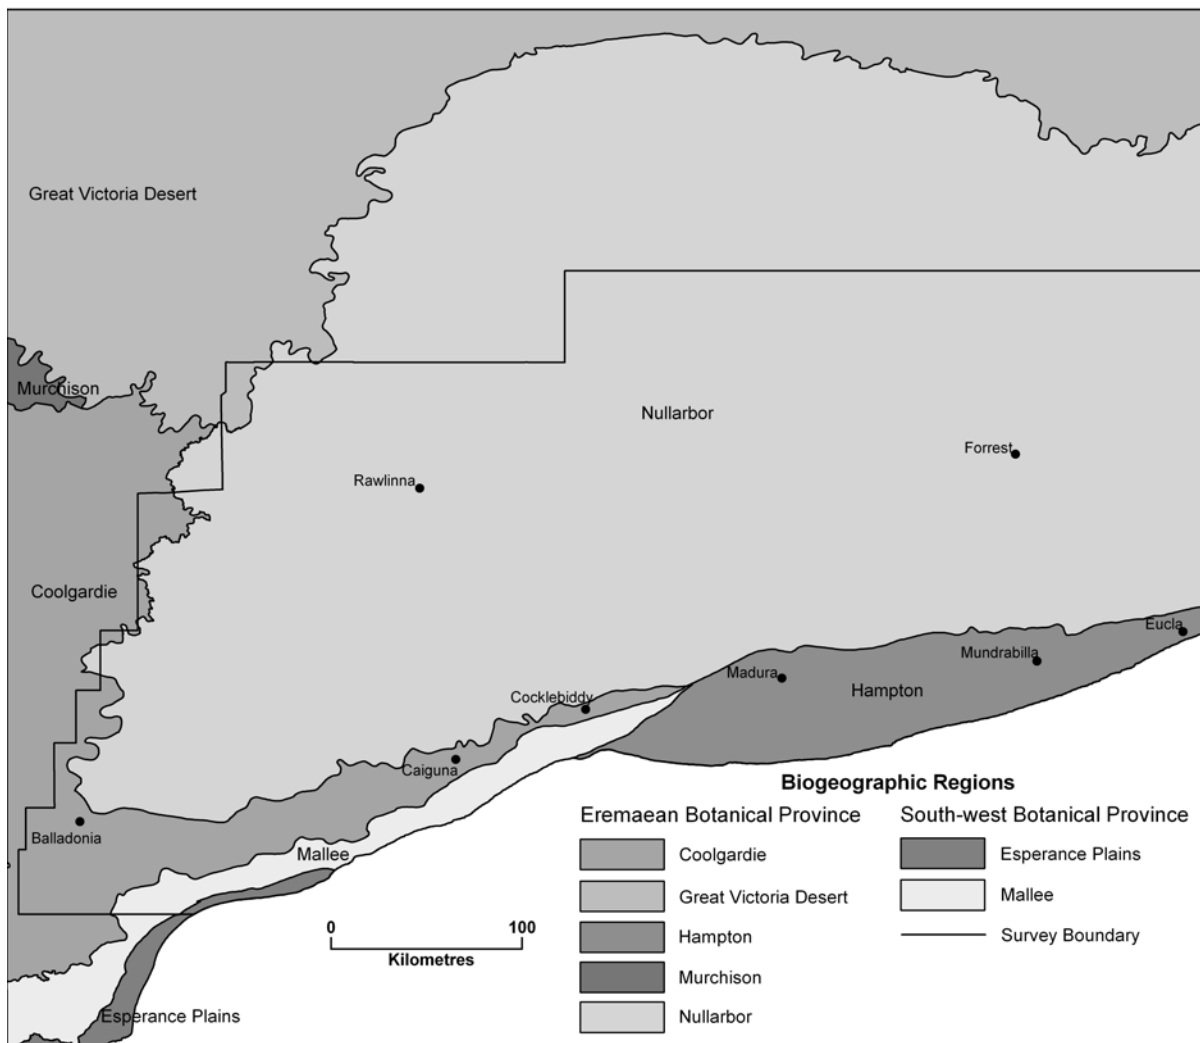 Great Victoria Desert
Murchison
Nullarbor
Forrest
Rawlinna
Coolgardie
Eucla
Mundrabilla
Madura
Hampton
Cocklebiddy
Caiguna
Balladonia
Mallee
Esperance Plains
0 100
Kilometres
Biogeographic Regions
Eremaean Botanical Province
Coolgardie
Great Victoria Desert
Hampton
Murchison
Nullarbor
South-west Botanical Province
Esperance Plains
Mallee
Survey Boundary